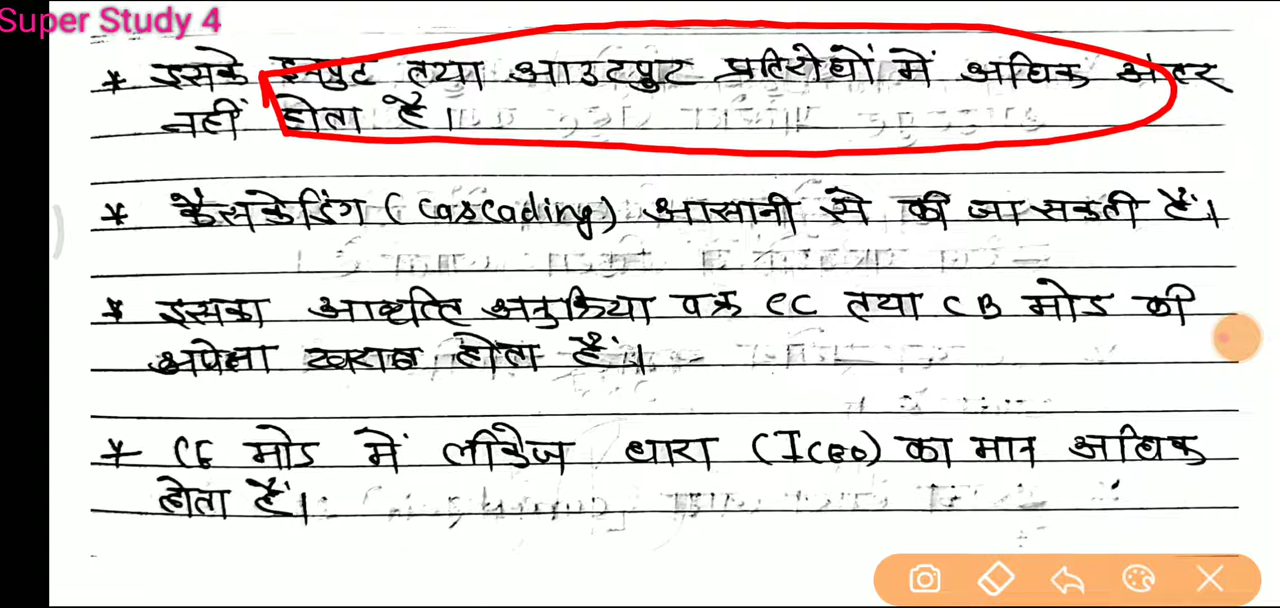 Super Study 4
* इसके इनपुट तथा आउटपुट प्रतिरोधों में अधिक अंतर
नहीं होता है।
* कैसकेडिंग (Cascading) आसानी से की जा सकती हैं।
* इसका आवृत्ति अनुक्रिया वक्र CC तथा CB मोड की
अपेक्षा खराब होता हैं।
* CE मोड में लीकेज धारा (ICEO) का मान अधिक
होता हैं।